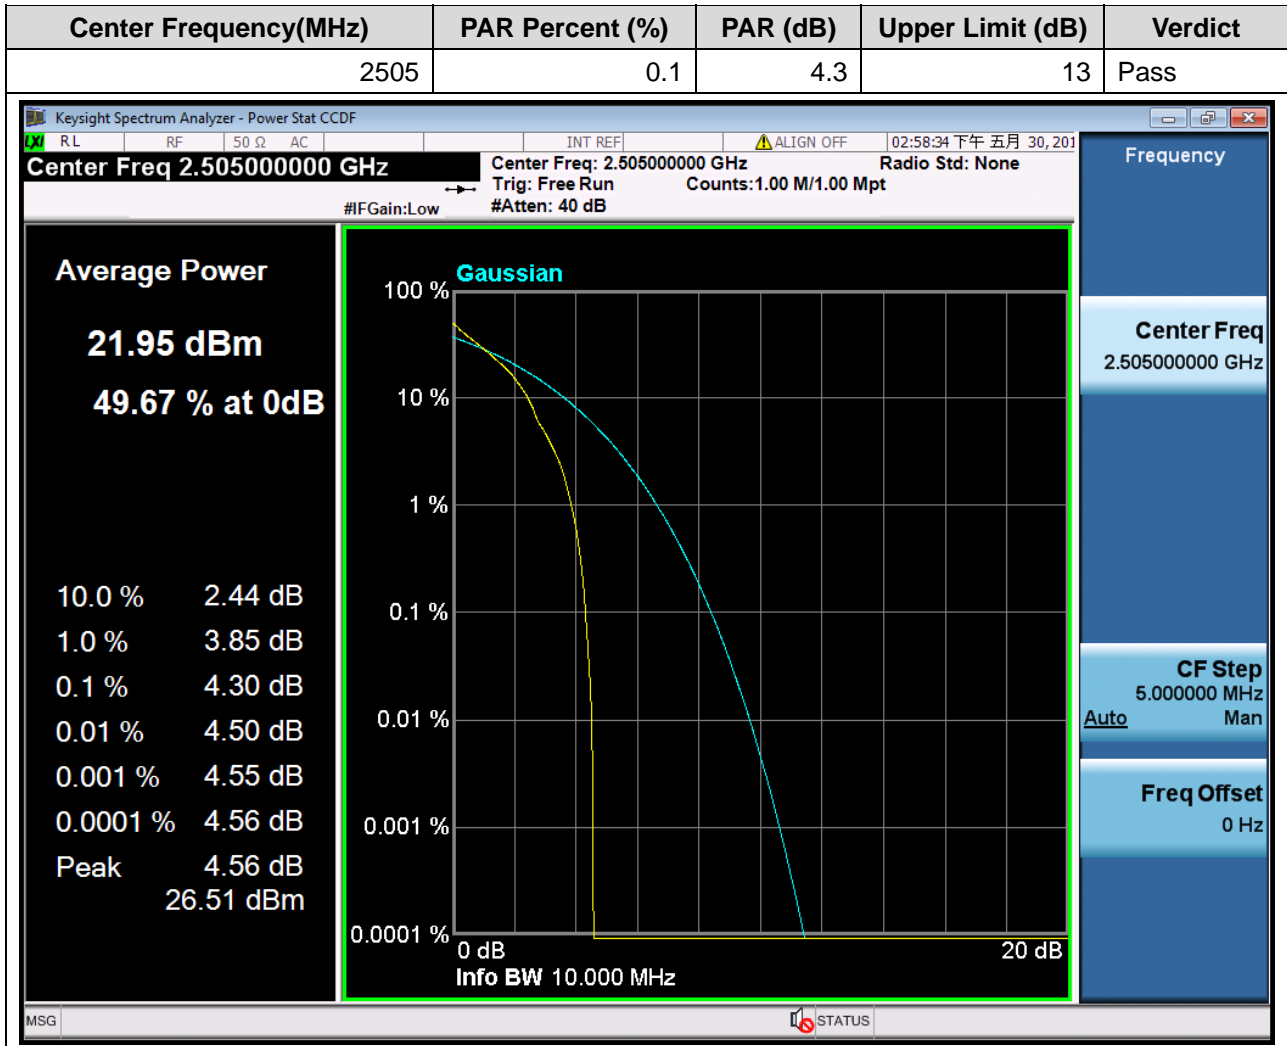 Center Frequency(MHz) PAR Percent (%) PAR (dB) Upper Limit (dB) Verdict
2505 0.1 4.3 13 Pass
Keysight Spectrum Analyzer - Power Stat CCDF
LXI RL RF 50 Ω AC INT REF ALIGN OFF 02:58:34 下午 五月 30, 201
Center Freq 2.505000000 GHz
Center Freq: 2.505000000 GHz Radio Std: None
Trig: Free Run Counts:1.00 M/1.00 Mpt
#IFGain:Low #Atten: 40 dB
Average Power
21.95 dBm
49.67 % at 0dB
10.0 % 2.44 dB
1.0 % 3.85 dB
0.1 % 4.30 dB
0.01 % 4.50 dB
0.001 % 4.55 dB
0.0001 % 4.56 dB
Peak 4.56 dB
26.51 dBm
Gaussian
100 %
10 %
1 %
0.1 %
0.01 %
0.001 %
0.0001 %
0 dB 20 dB
Info BW 10.000 MHz
Frequency
Center Freq
2.505000000 GHz
CF Step
5.000000 MHz
Auto Man
Freq Offset
0 Hz
MSG STATUS